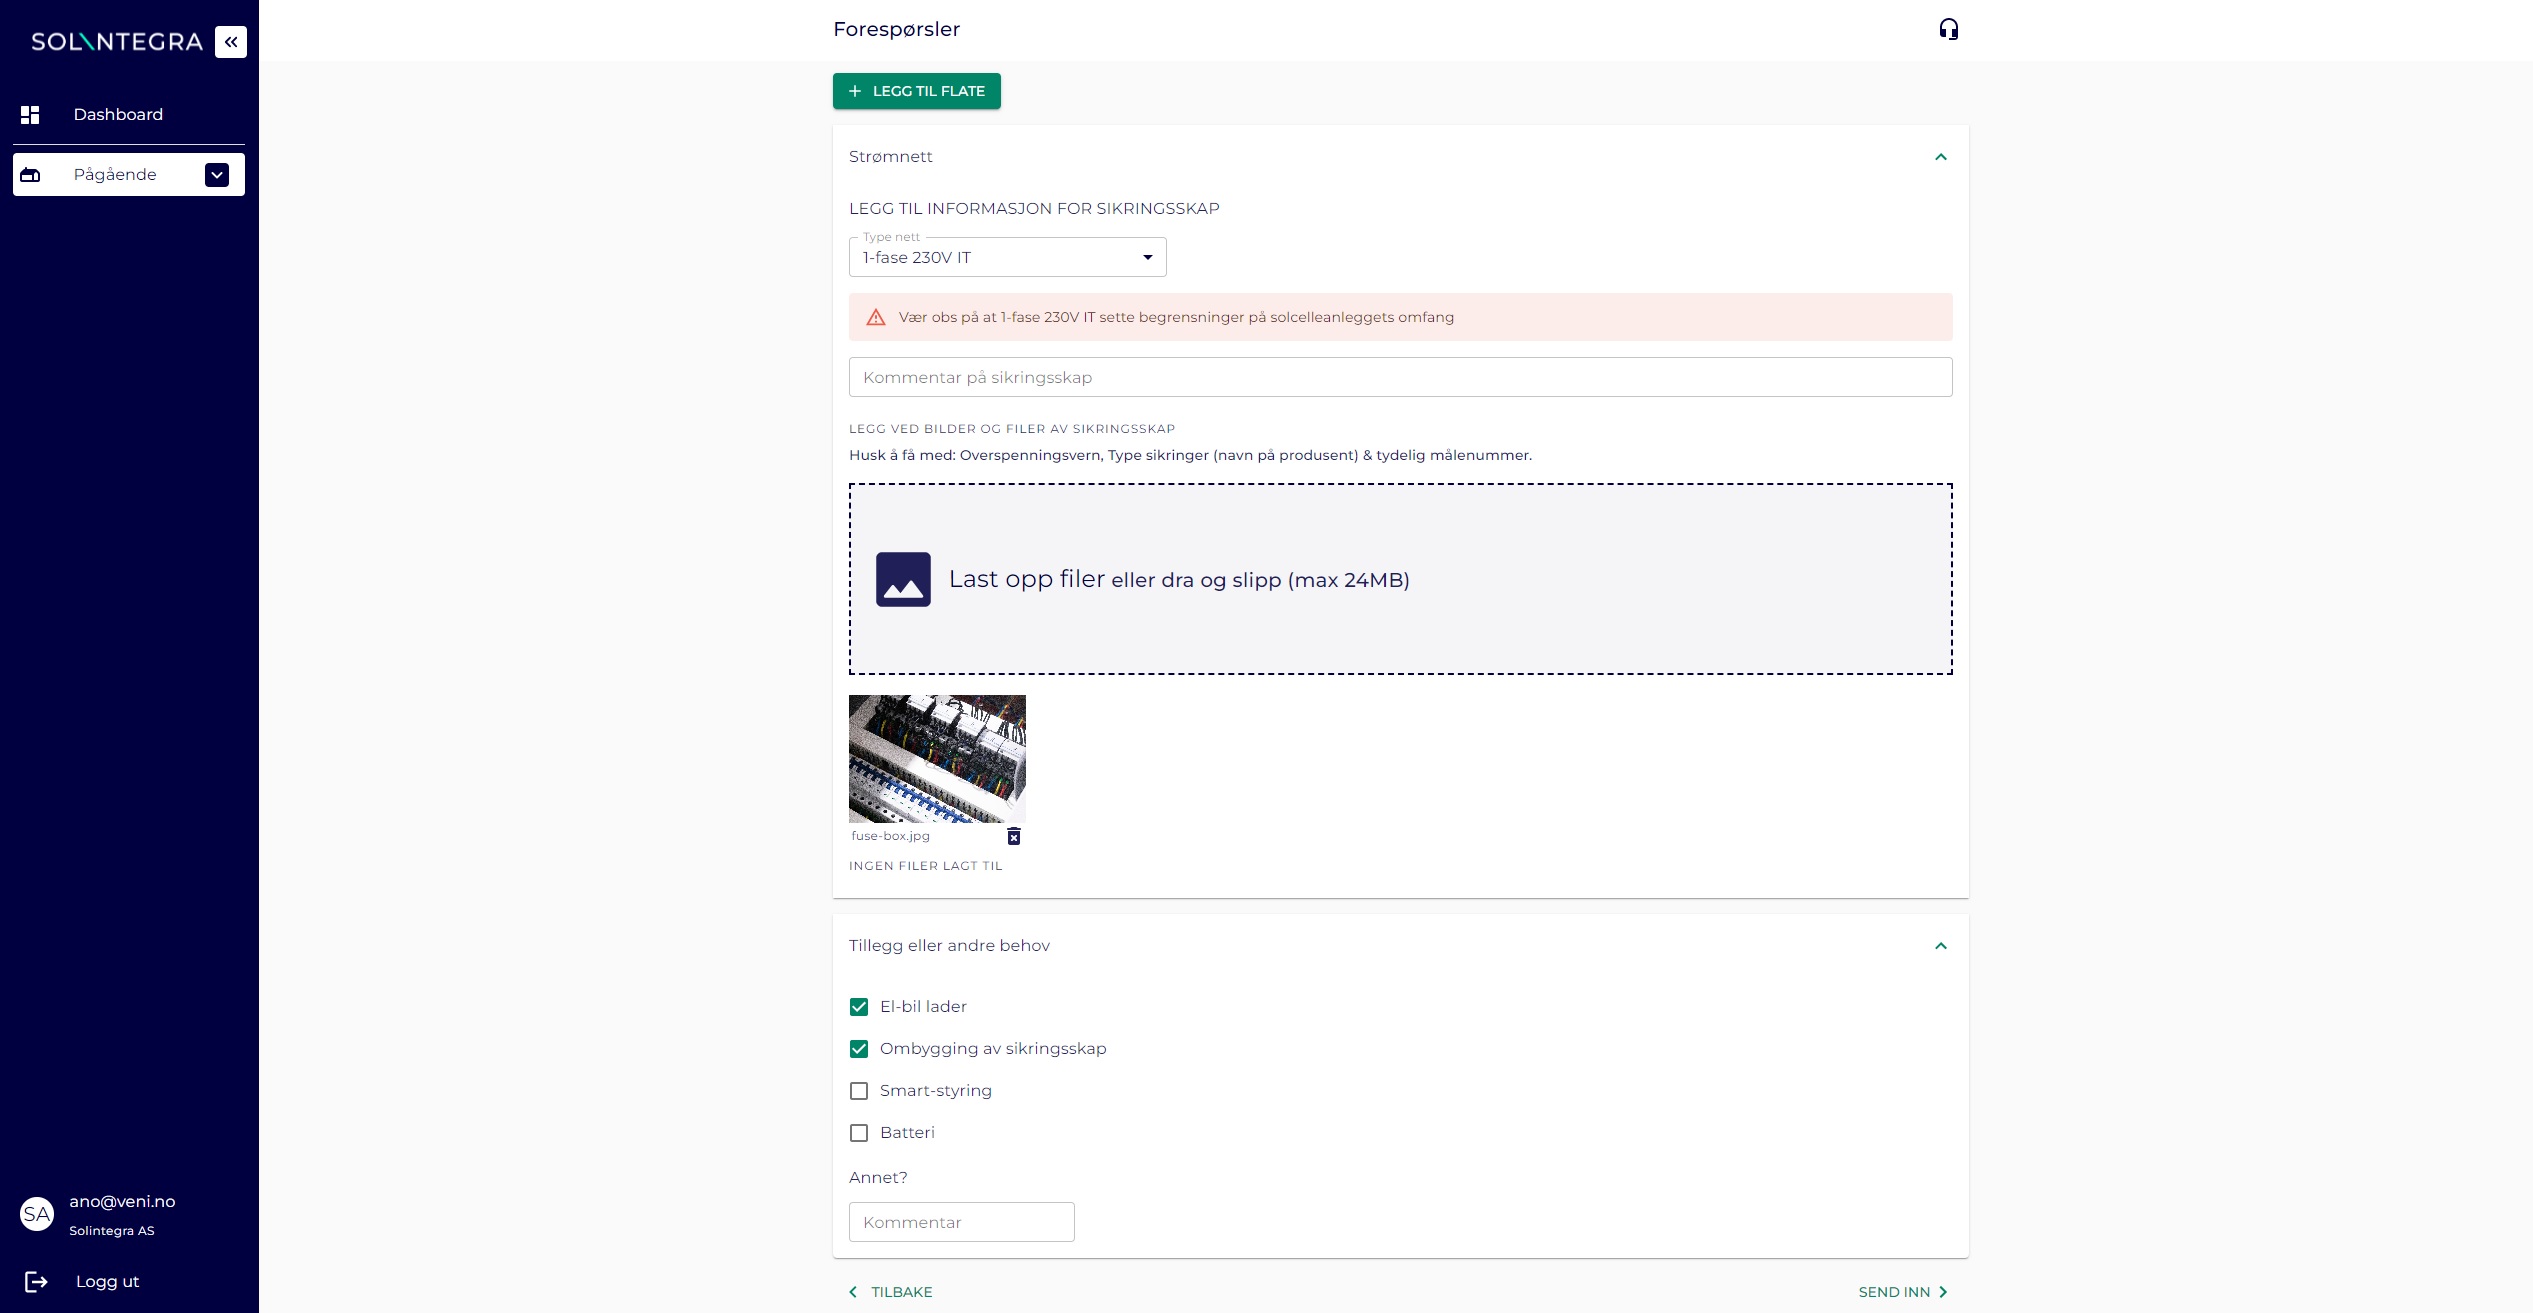 SOLINTEGRA
Dashboard
Pågående
ano@veni.no
SA
Solintegra AS
Logg ut
Forespørsler
LEGG TIL FLATE
Strømnett
LEGG TIL INFORMASJON FOR SIKRINGSSKAP
Type nett
1-fase 230V IT
Vær obs på at 1-fase 230V IT sette begrensninger på solcelleanleggets omfang
Kommentar på sikringsskap
LEGG VED BILDER OG FILER AV SIKRINGSSKAP
Husk å få med: Overspenningsvern, Type sikringer (navn på produsent) & tydelig målenummer.
Last opp filer eller dra og slipp (max 24MB)
fuse-box.jpg
INGEN FILER LAGT TIL
Tillegg eller andre behov
El-bil lader
Ombygging av sikringsskap
Smart-styring
Batteri
Annet?
Kommentar
TILBAKE
SEND INN